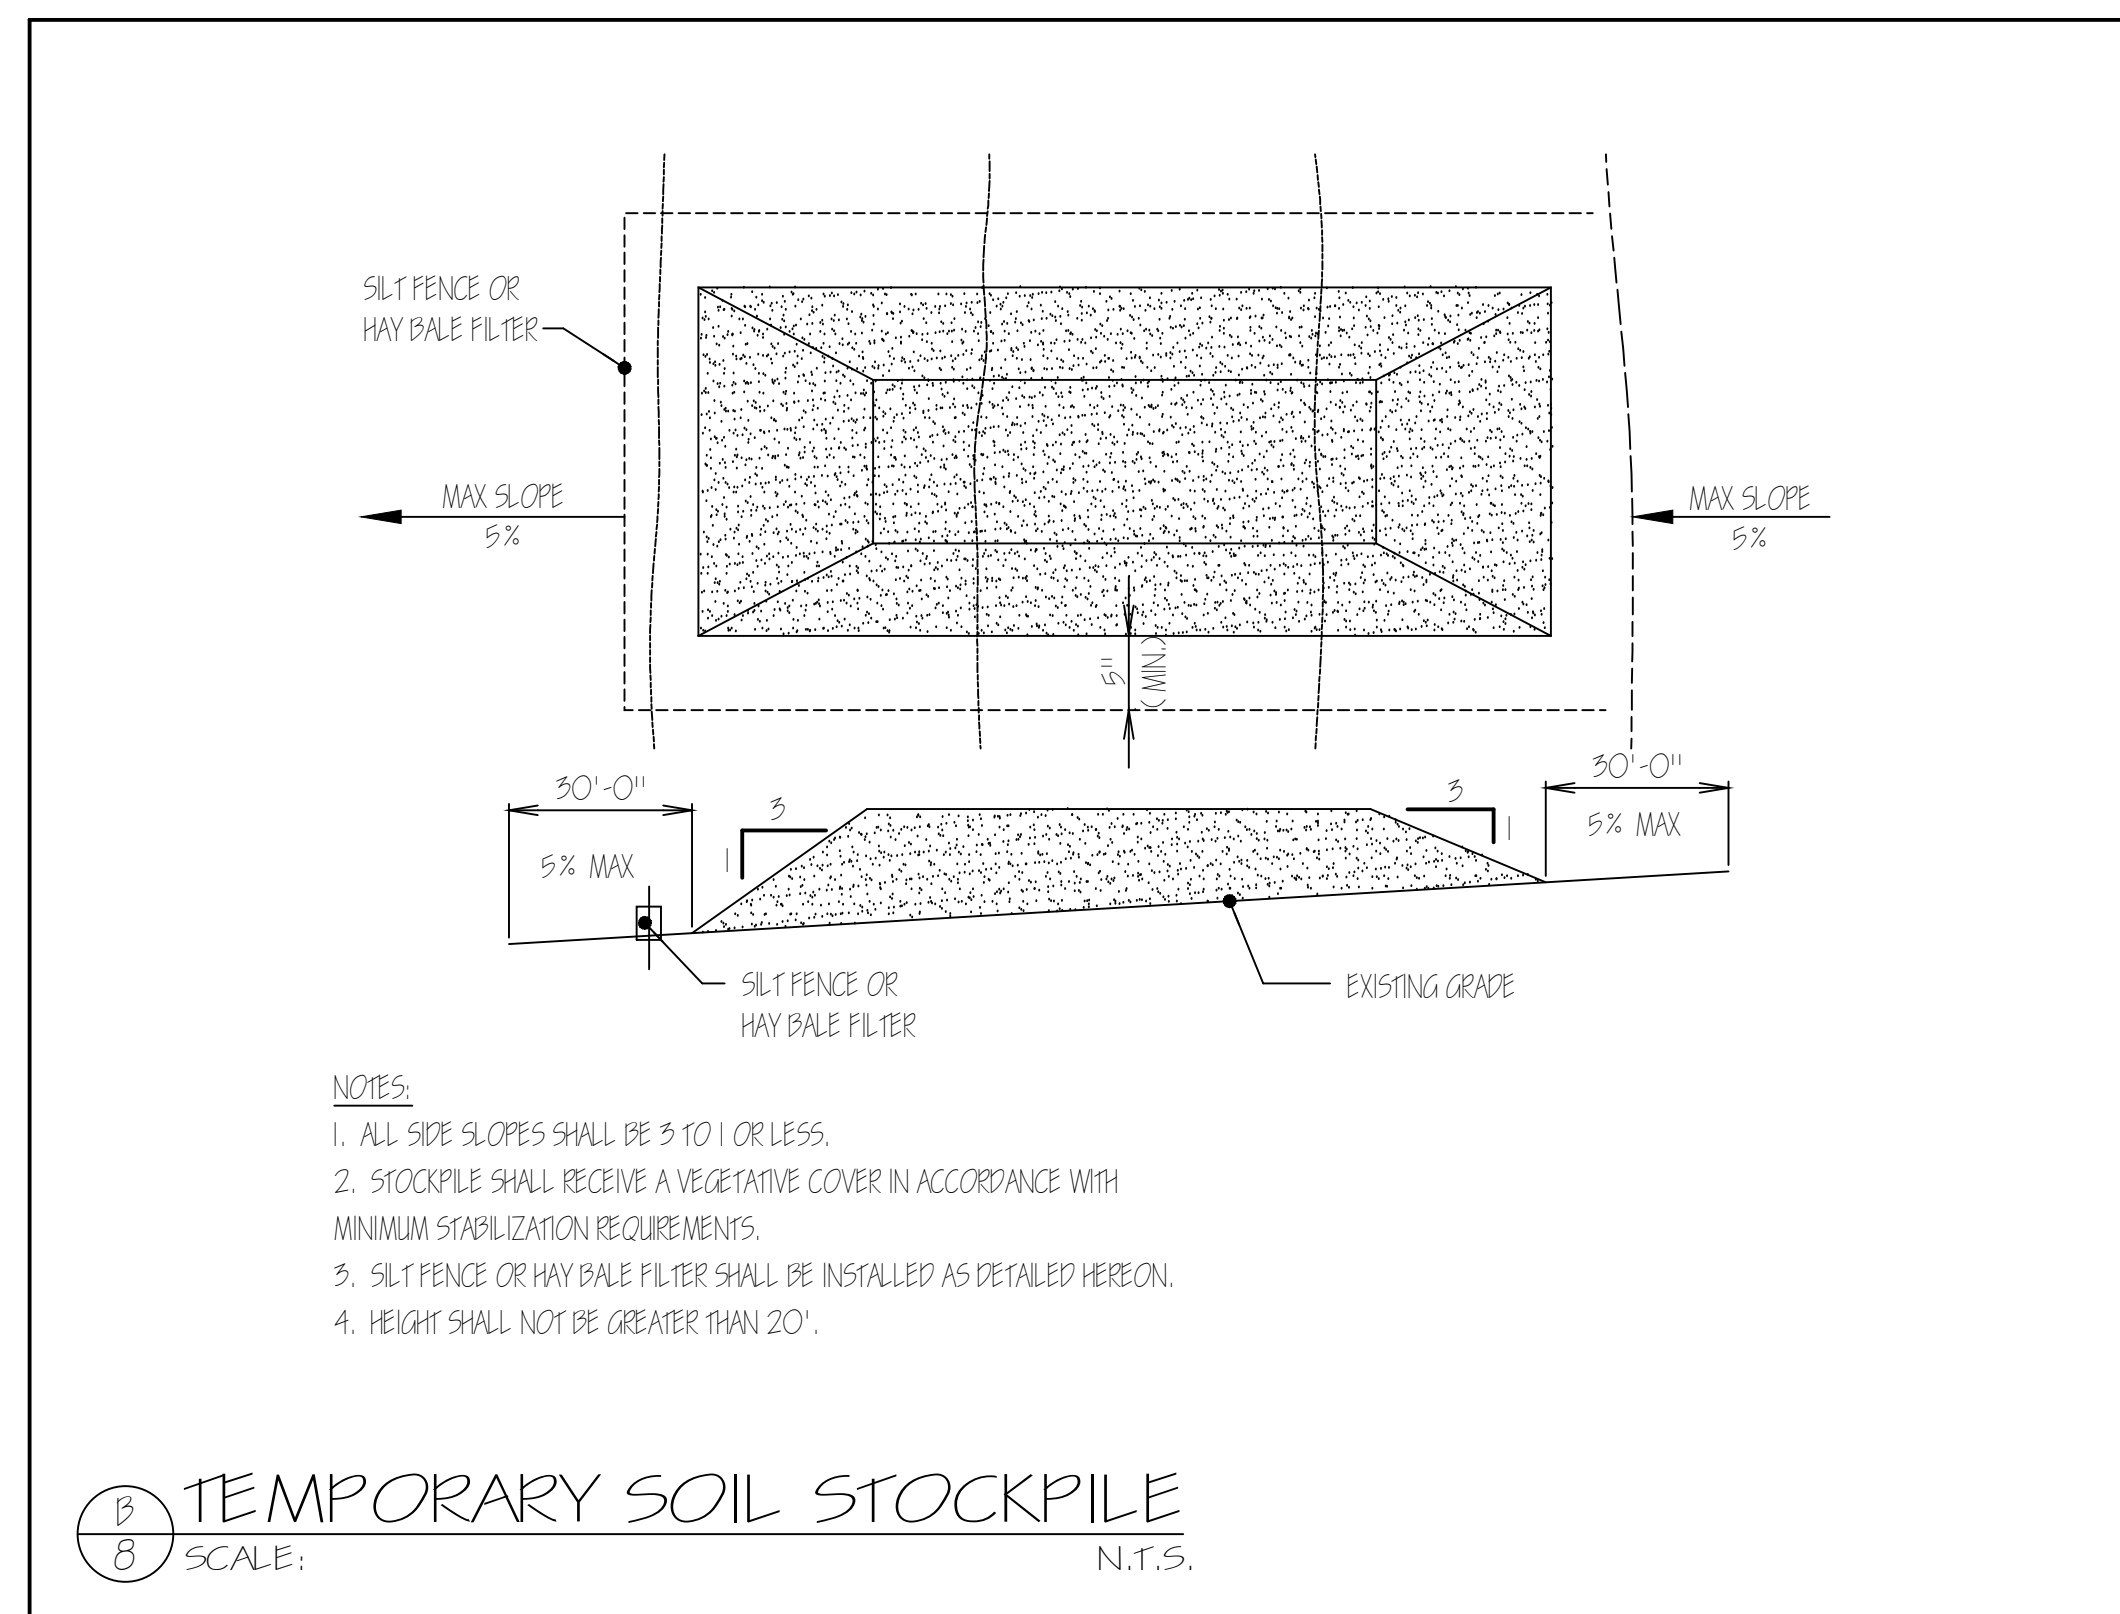 SILT FENCE OR
HAY BALE FILTER
MAX SLOPE
5%
MAX SLOPE
5%
5"
(MIN.)
30'-0"
5% MAX
3
1
3
1
30'-0"
5% MAX
SILT FENCE OR
HAY BALE FILTER
EXISTING GRADE
NOTES:
1. ALL SIDE SLOPES SHALL BE 3 TO 1 OR LESS.
2. STOCKPILE SHALL RECEIVE A VEGETATIVE COVER IN ACCORDANCE WITH
MINIMUM STABILIZATION REQUIREMENTS.
3. SILT FENCE OR HAY BALE FILTER SHALL BE INSTALLED AS DETAILED HEREON.
4. HEIGHT SHALL NOT BE GREATER THAN 20'.
B
8
TEMPORARY SOIL STOCKPILE
SCALE: N.T.S.